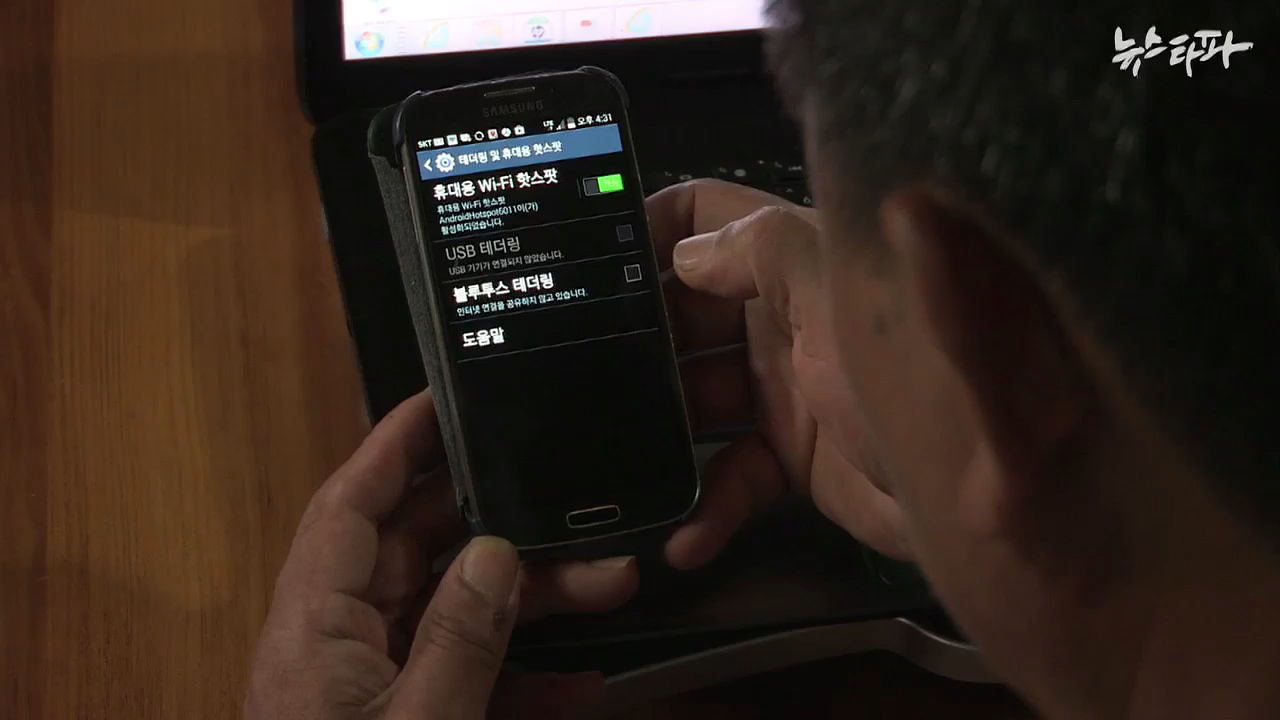 뉴스타파
SAMSUNG
SKT LTE 오후 4:31
테더링 및 휴대용 핫스팟
휴대용 Wi-Fi 핫스팟
휴대용 Wi-Fi 핫스팟
AndroidHotspot6011이(가)
활성화되었습니다.
USB 테더링
USB 기기가 연결되지 않았습니다.
블루투스 테더링
인터넷 연결을 공유하지 않고 있습니다.
도움말